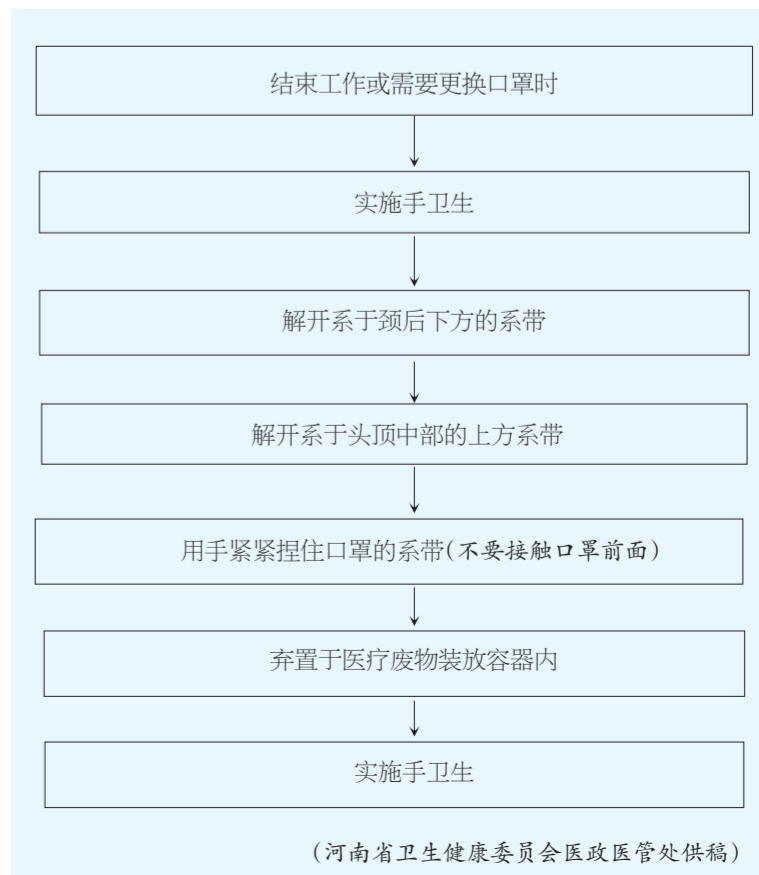 结束工作或需要更换口罩时
实施手卫生
解开系于颈后下方的系带
解开系于头顶中部的上方系带
用手紧紧捏住口罩的系带(不要接触口罩前面)
弃置于医疗废物装放容器内
实施手卫生
(河南省卫生健康委员会医政医管处供稿)